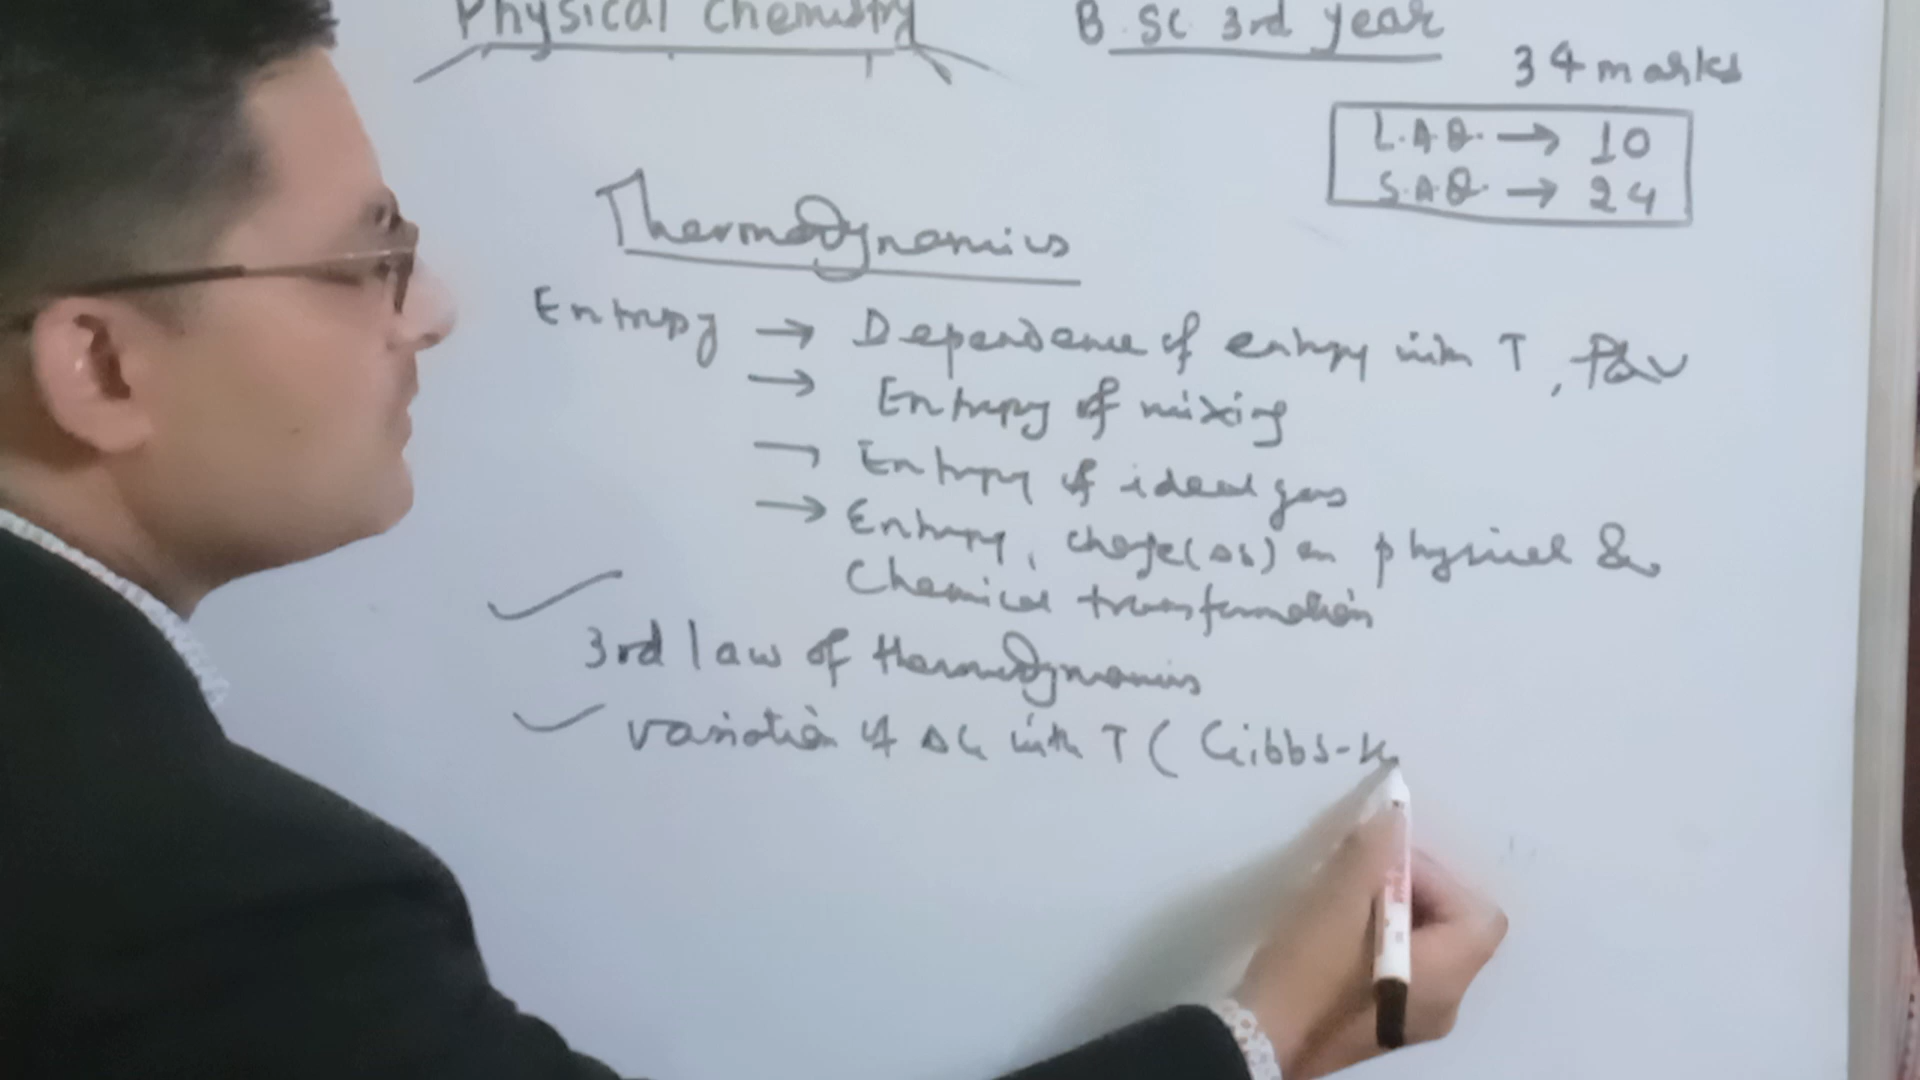 Physical Chemistry
B.Sc 3rd year
34 marks
L.A.Q. → 10
S.A.Q. → 24
Thermodynamics
Entropy → Dependence of entropy with T, P & V
→ Entropy of mixing
→ Entropy of ideal gas
→ Entropy change (ΔS) on physical &
Chemical transformation
3rd law of thermodynamics
variation of ΔG with T ( Gibbs-